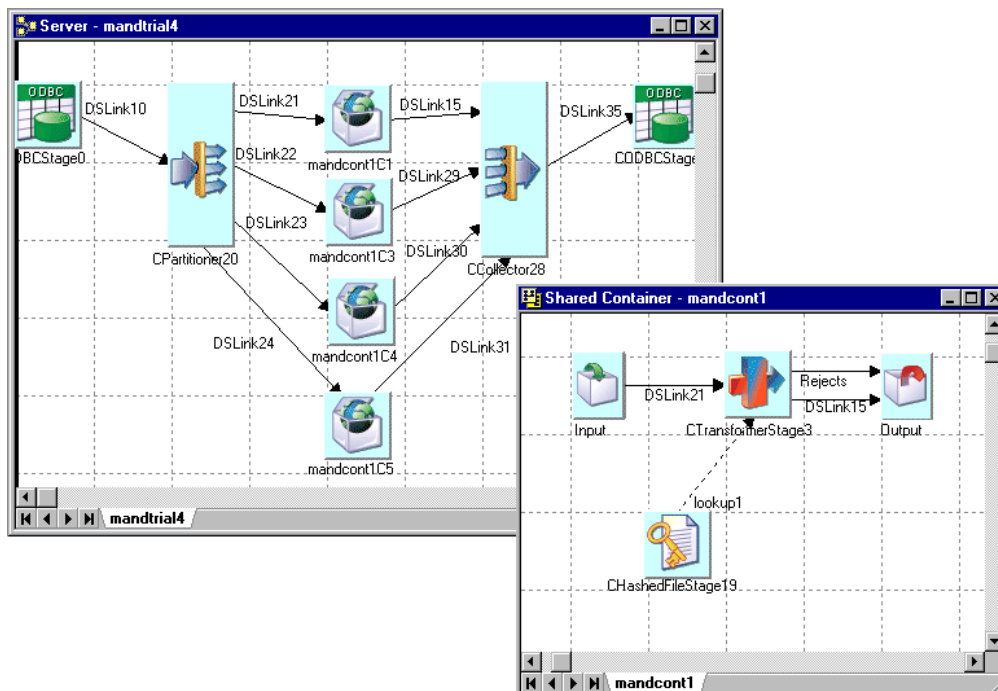 Server - mandtrial4
ODBC
ODBC
DSLink10
DSLink21
DSLink15
DSLink35
DBCStage0
mandcont1C1
CODBCStage
DSLink22
DSLink29
DSLink23
mandcont1C3
DSLink30
CPartitioner20
CCollector28
DSLink24
mandcont1C4
DSLink31
mandcont1C5
mandtrial4
Shared Container - mandcont1
DSLink21
Rejects
DSLink15
Input
CTransformerStage3
Output
lookup1
CHashedFileStage19
mandcont1